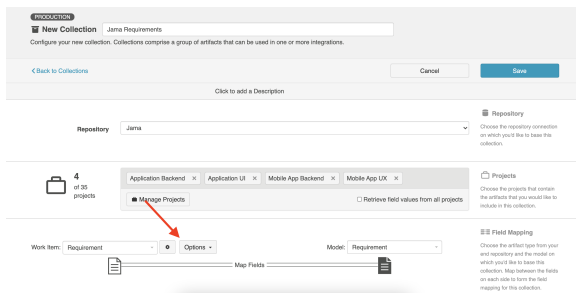 PRODUCTION
New Collection Jama Requirements
Configure your new collection. Collections comprise a group of artifacts that can be used in one or more integrations.
Back to Collections
Cancel
Save
Click to add a Description
Repository
Jama
Repository
Choose the repository connection
on which you'd like to base this
collection.
4
of 35
projects
Application Backend × Application UI × Mobile App Backend × Mobile App UX ×
Manage Projects
Retrieve field values from all projects
Projects
Choose the projects that contain
the artifacts that you would like to
include in this collection.
Work Item: Requirement
Options
Model: Requirement
Map Fields
Field Mapping
Choose the artifact type from your
end repository and the model on
which you'd like to base this
collection. Map between the fields
on each side to form the field
mapping for this collection.